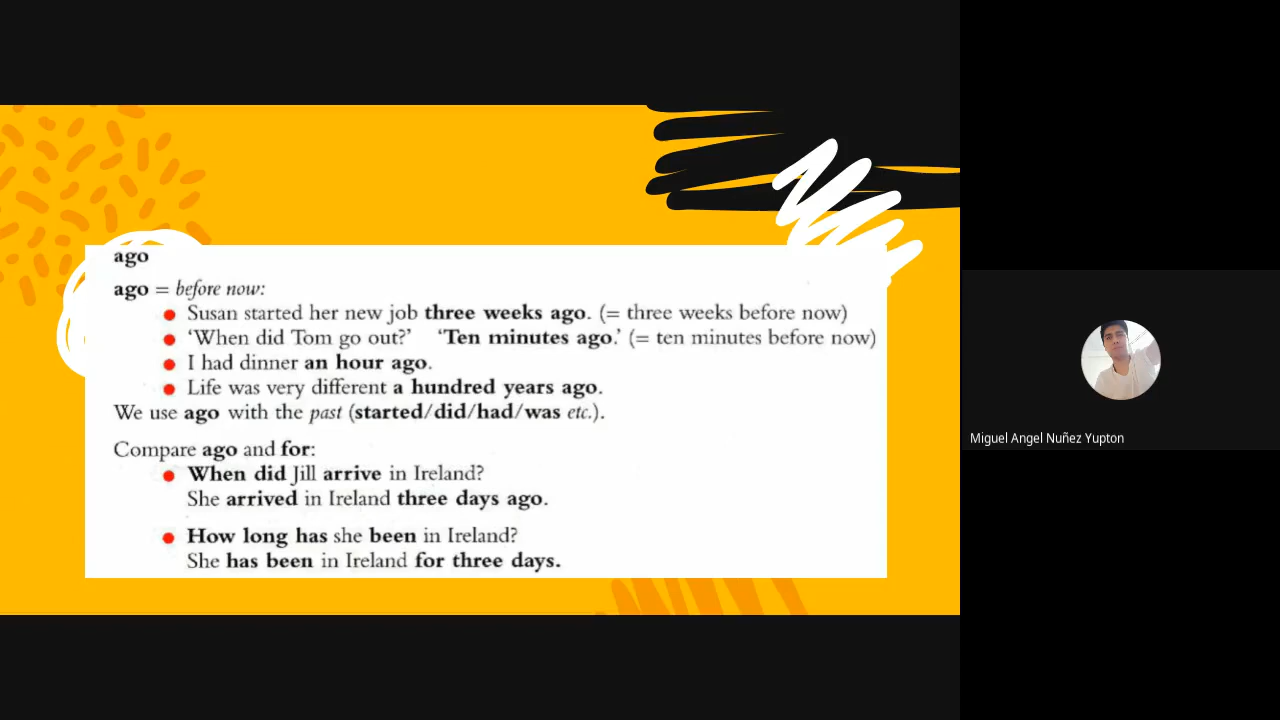 ago
ago = before now:
Susan started her new job three weeks ago. (= three weeks before now)
‘When did Tom go out?’ ‘Ten minutes ago.’ (= ten minutes before now)
I had dinner an hour ago.
Life was very different a hundred years ago.
We use ago with the past (started/did/had/was etc.).
Compare ago and for:
When did Jill arrive in Ireland?
She arrived in Ireland three days ago.
How long has she been in Ireland?
She has been in Ireland for three days.
Miguel Angel Nuñez Yupton